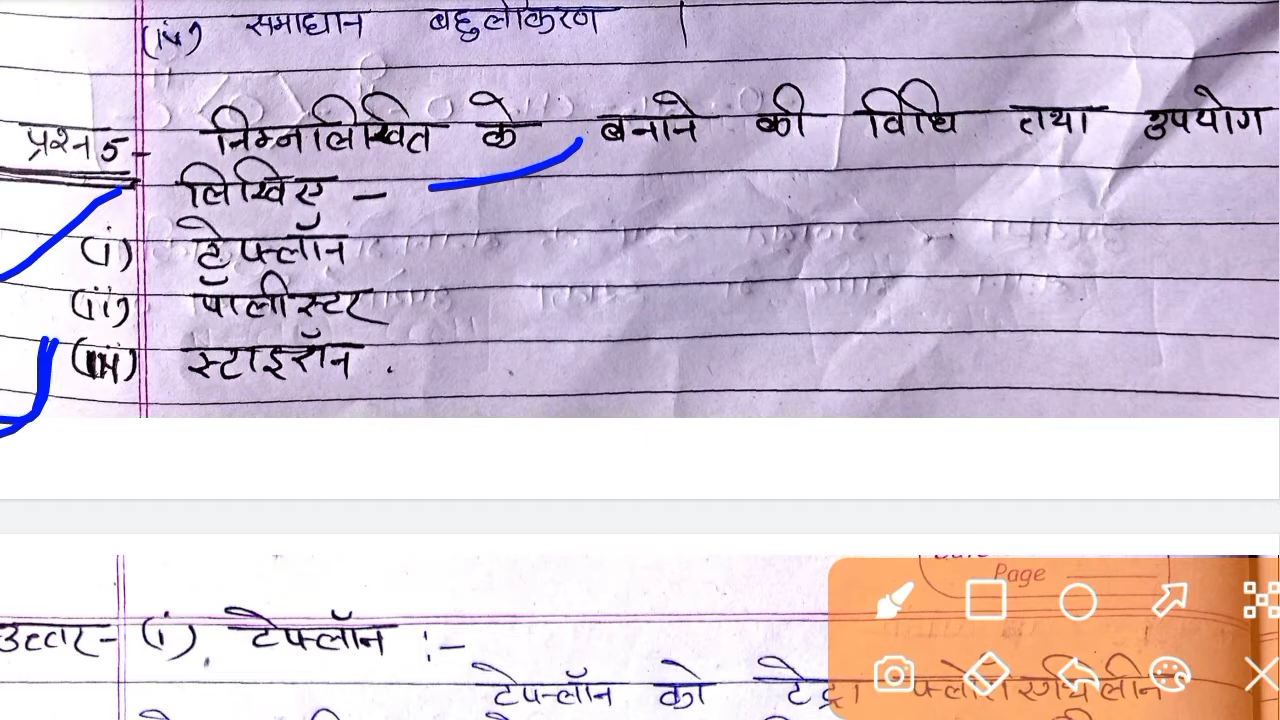 (iv) समाधान बहुलीकरण
प्रश्न 5- निम्नलिखित के बनाने की विधि तथा उपयोग
लिखिए -
(i) टेफ्लॉन
(ii) पॉलीस्टर
(iii) स्टाइरॉन .
Page
उत्तर- (i) टेफ्लॉन :-
टेफ्लॉन को टेट्रा